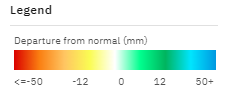 Legend
Departure from normal (mm)
<=-50 -12 0 12 50+